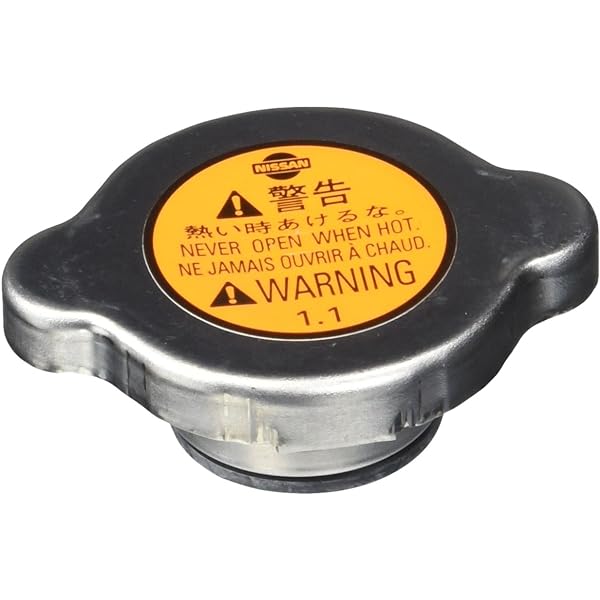 NISSAN
警告
熱い時あけるな。
NEVER OPEN WHEN HOT.
NE JAMAIS OUVRIR À CHAUD.
WARNING
1.1